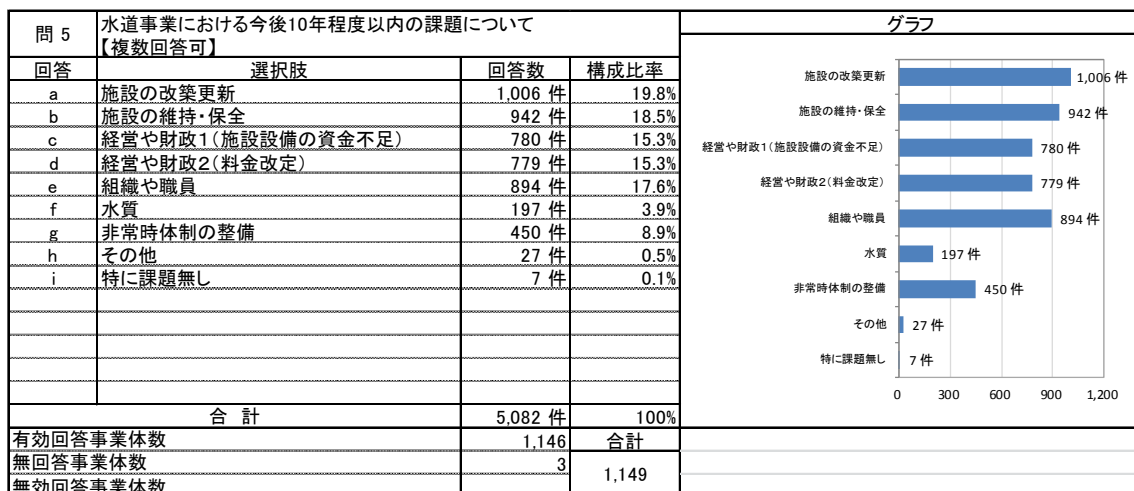 問 5 水道事業における今後10年程度以内の課題について
【複数回答可】
回答 選択肢 回答数 構成比率
a 施設の改築更新 1,006 件 19.8%
b 施設の維持・保全 942 件 18.5%
c 経営や財政1(施設設備の資金不足) 780 件 15.3%
d 経営や財政2(料金改定) 779 件 15.3%
e 組織や職員 894 件 17.6%
f 水質 197 件 3.9%
g 非常時体制の整備 450 件 8.9%
h その他 27 件 0.5%
i 特に課題無し 7 件 0.1%
合 計 5,082 件 100%
有効回答事業体数 1,146 合計
無回答事業体数 3 1,149
無効回答事業体数
グラフ
施設の改築更新 1,006 件
施設の維持・保全 942 件
経営や財政1(施設設備の資金不足) 780 件
経営や財政2(料金改定) 779 件
組織や職員 894 件
水質 197 件
非常時体制の整備 450 件
その他 27 件
特に課題無し 7 件
0 300 600 900 1,200